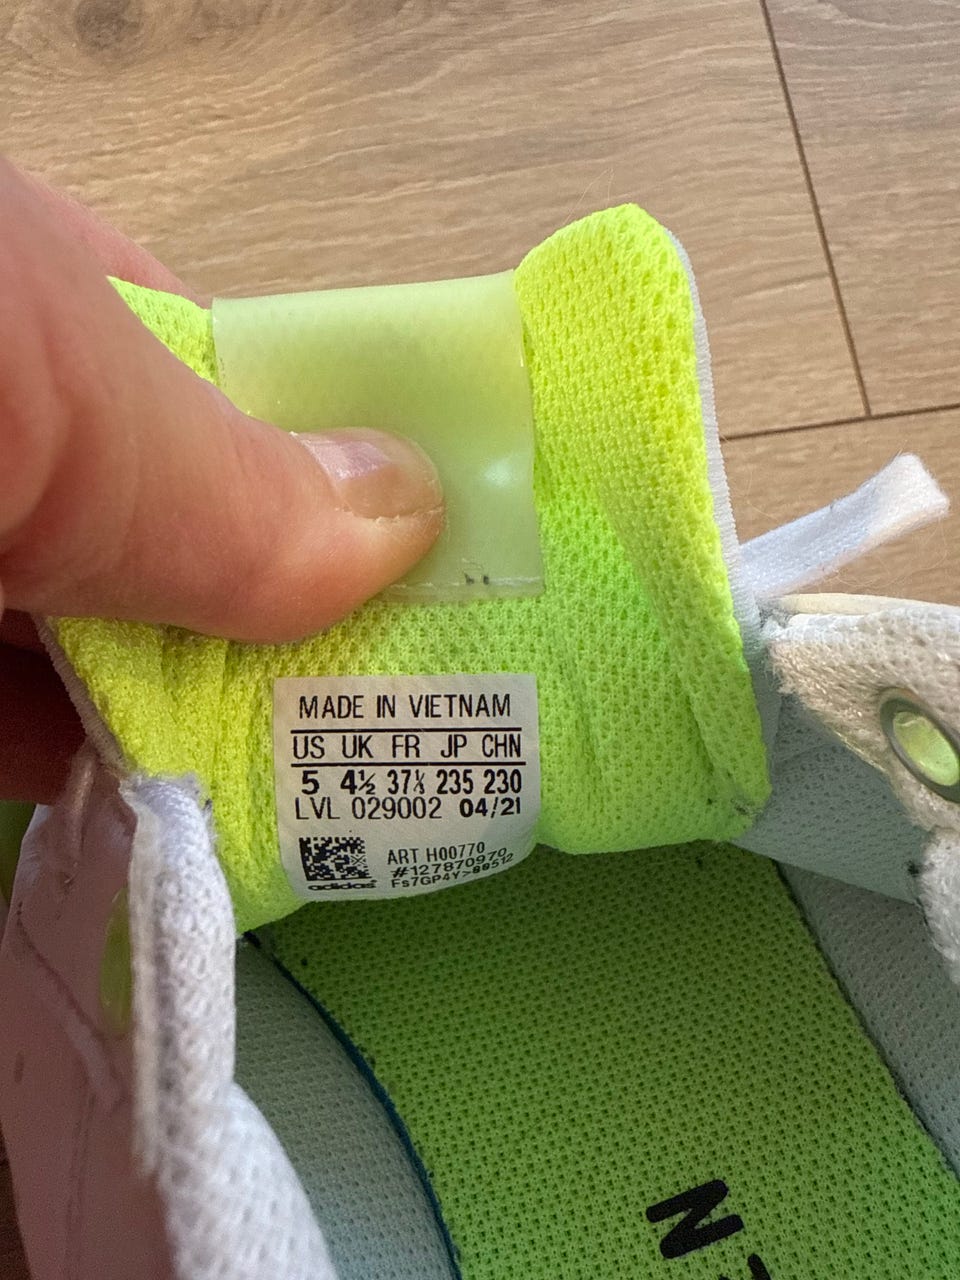 MADE IN VIETNAM
US UK FR JP CHN
5 4½ 37⅓ 235 230
LVL 029002 04/21
ART H00770
#127870970
adidas